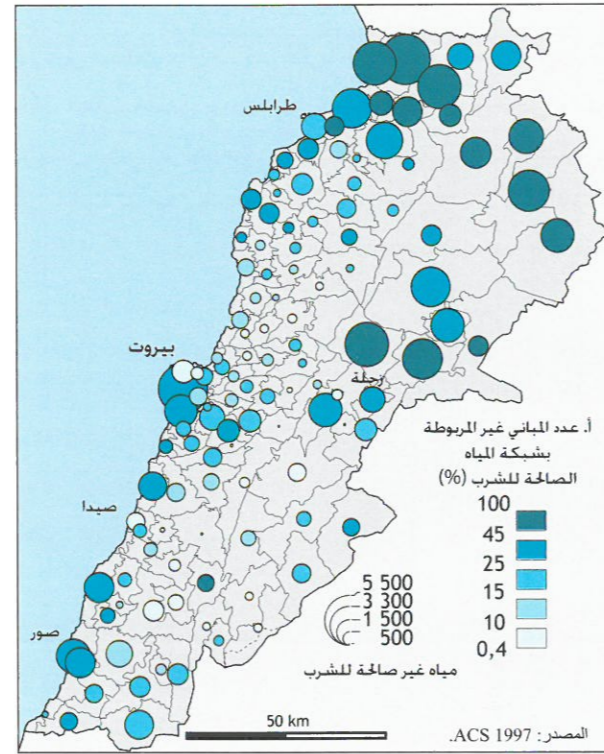 طرابلس
بيروت
زحلة
صيدا
صور
أ. عدد المباني غير المربوطة
بشبكة المياه
الصالحة للشرب (%)
100
45
25
15
10
0,4
5 500
3 300
1 500
500
مياه غير صالحة للشرب
50 km
المصدر: ACS 1997.